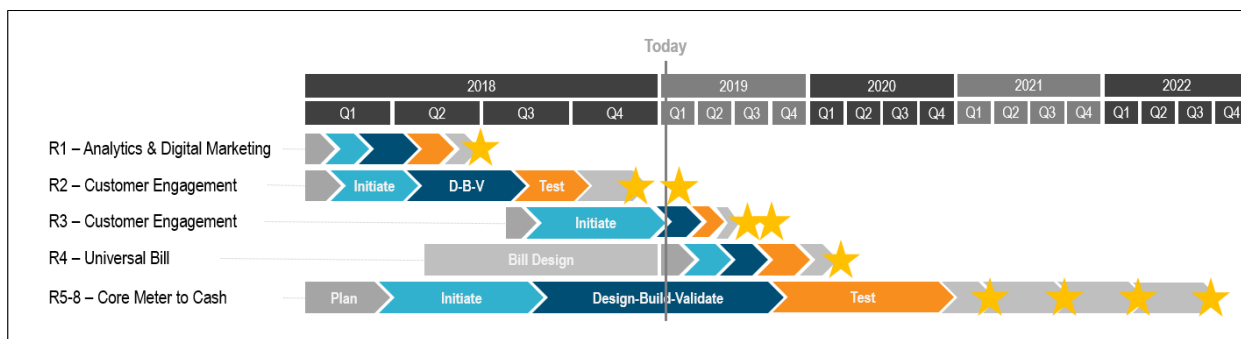 Today
2018 2019 2020 2021 2022
Q1 Q2 Q3 Q4 Q1 Q2 Q3 Q4 Q1 Q2 Q3 Q4 Q1 Q2 Q3 Q4 Q1 Q2 Q3 Q4
R1 – Analytics & Digital Marketing
R2 – Customer Engagement Initiate D-B-V Test
R3 – Customer Engagement Initiate
R4 – Universal Bill Bill Design
R5-8 – Core Meter to Cash Plan Initiate Design-Build-Validate Test